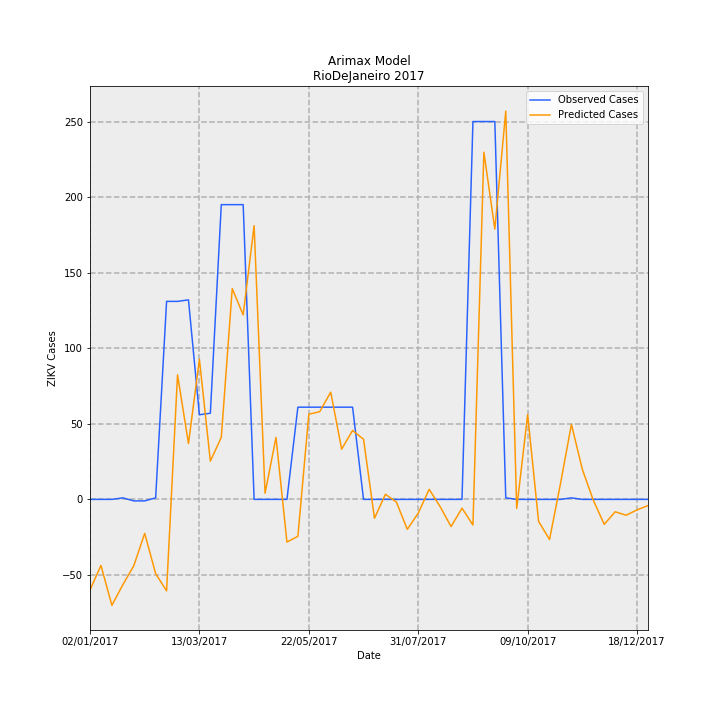 Arimax Model
RioDeJaneiro 2017
Observed Cases
Predicted Cases
250
200
150
100
50
0
−50
ZIKV Cases
02/01/2017
13/03/2017
22/05/2017
31/07/2017
09/10/2017
18/12/2017
Date